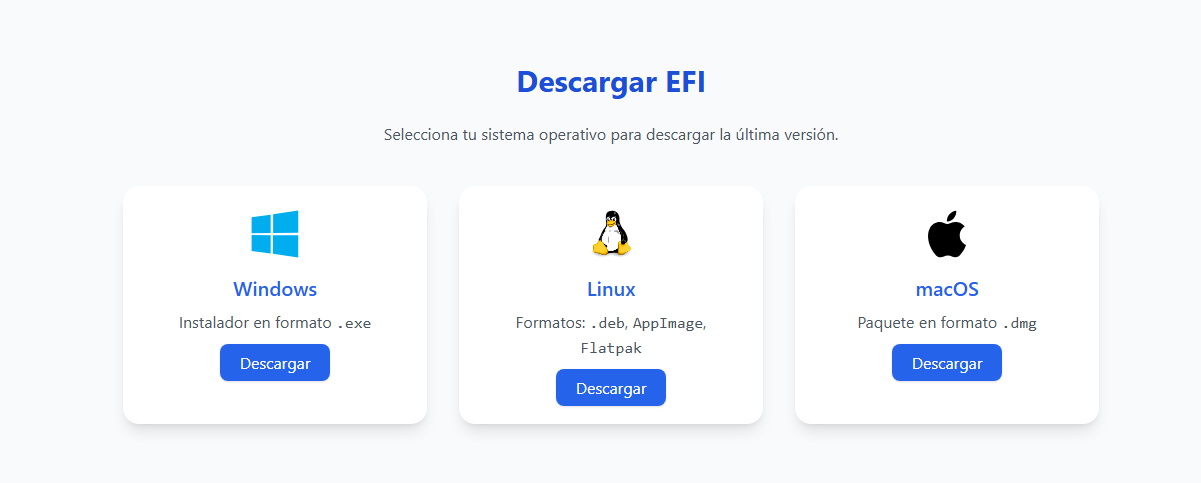 Descargar EFI
Selecciona tu sistema operativo para descargar la última versión.
Windows
Instalador en formato .exe
Descargar
Linux
Formatos: .deb, AppImage,
Flatpak
Descargar
macOS
Paquete en formato .dmg
Descargar